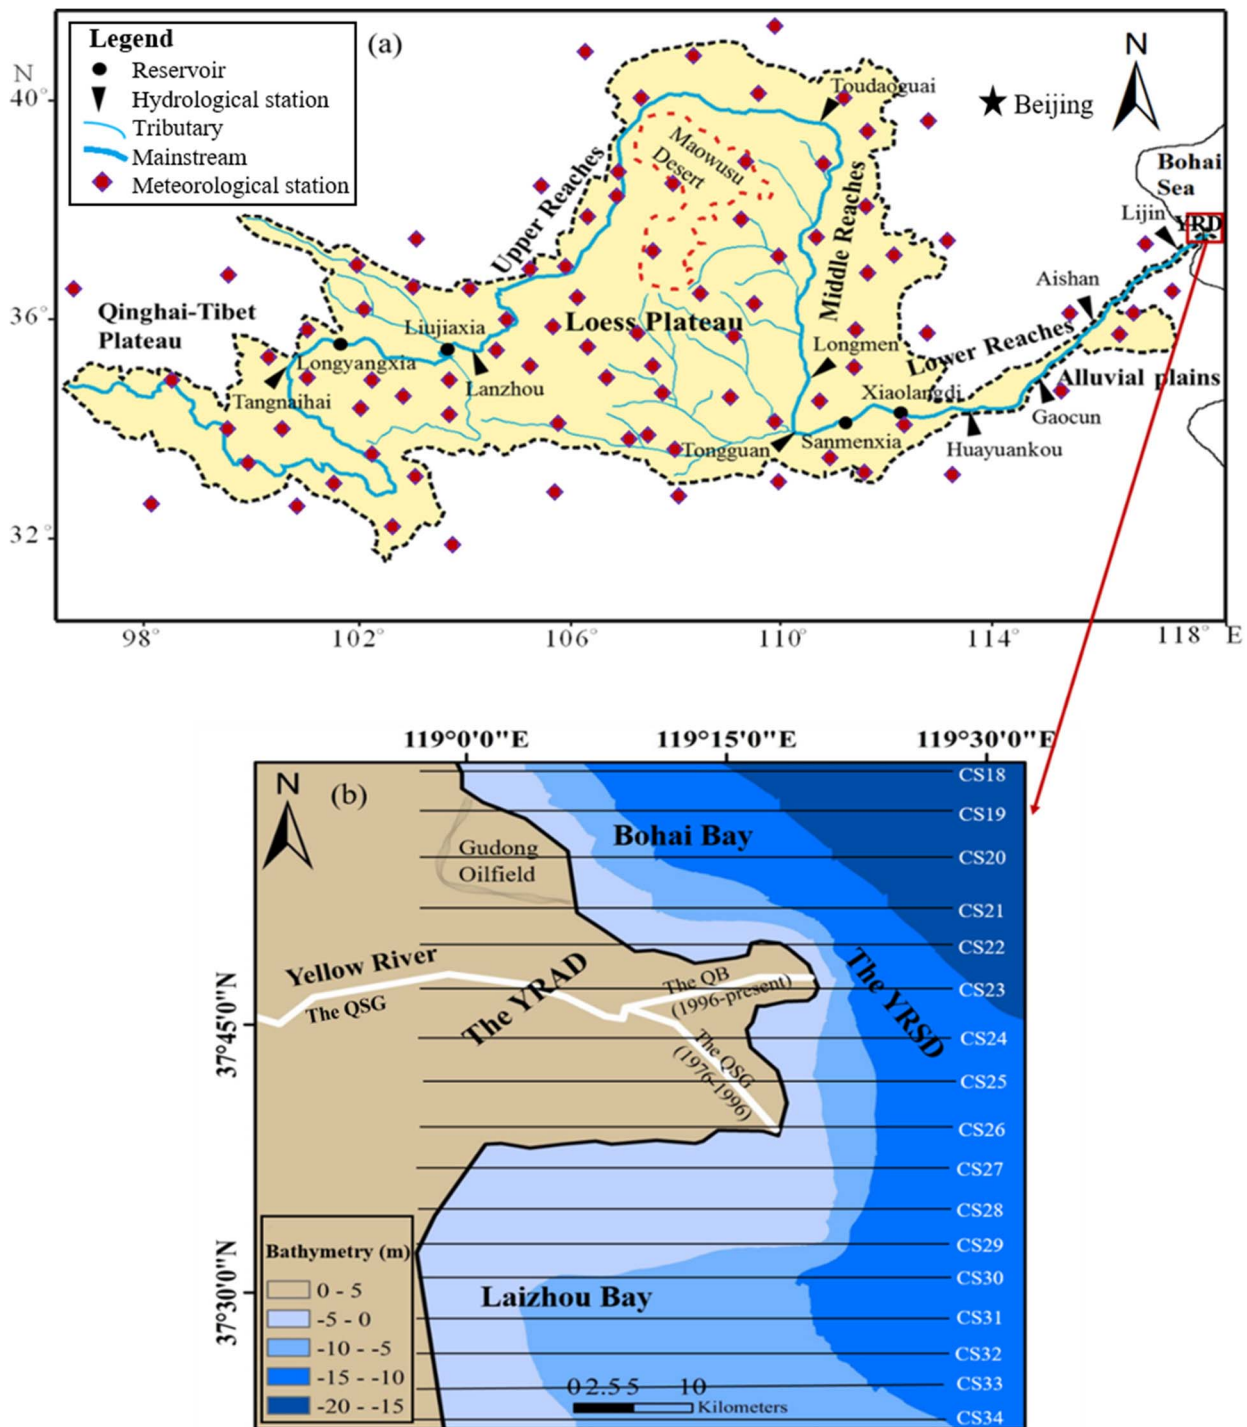 Legend
Reservoir
Hydrological station
Tributary
Mainstream
Meteorological station
(a)
N
40°
36°
32°
N
Beijing
Toudaoguai
Maowusu
Desert
Upper Reaches
Middle Reaches
Bohai
Sea
Lijin
YRD
Aishan
Qinghai-Tibet
Plateau
Liujiaxia
Longyangxia
Loess Plateau
Lanzhou
Tangnaihai
Longmen
Lower Reaches
Xiaolangdi
Alluvial plains
Gaocun
Tongguan
Sanmenxia
Huayuankou
98°
102°
106°
110°
114°
118° E
119°0'0"E
119°15'0"E
119°30'0"E
N
(b)
CS18
CS19
Bohai Bay
Gudong
Oilfield
CS20
CS21
CS22
Yellow River
The QSG
The YRAD
The QB
(1996-present)
The YRSD
CS23
37°45'0"N
CS24
The QSG
(1976-1996)
CS25
CS26
CS27
CS28
CS29
CS30
Laizhou Bay
37°30'0"N
CS31
CS32
CS33
CS34
Bathymetry (m)
0 - 5
-5 - 0
-10 - -5
-15 - -10
-20 - -15
0 2.5 5 10
Kilometers